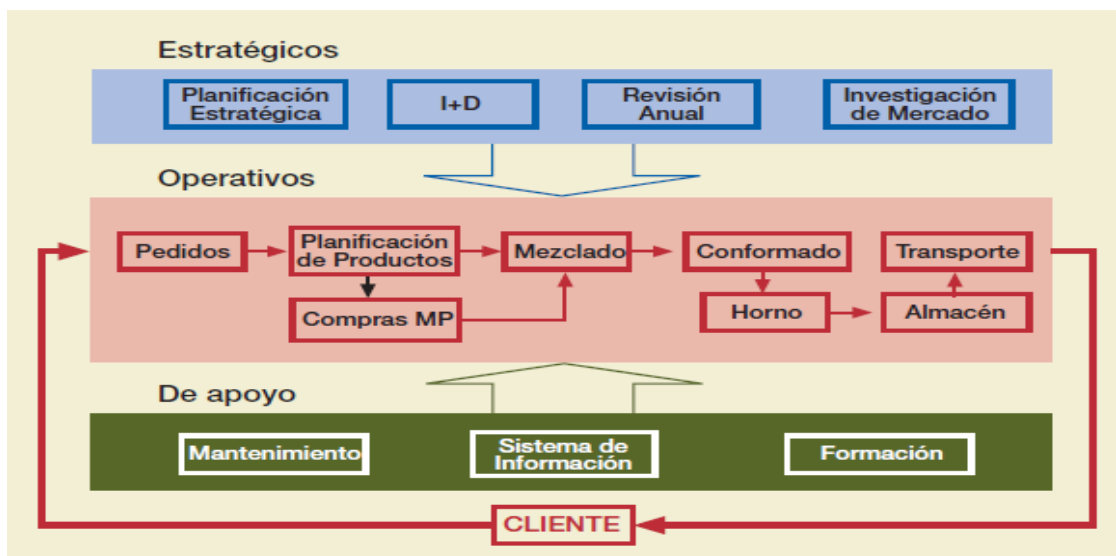 Estratégicos
Planificación
Estratégica
I+D
Revisión
Anual
Investigación
de Mercado
Operativos
Pedidos
Planificación
de Productos
Mezclado
Conformado
Transporte
Compras MP
Horno
Almacén
De apoyo
Mantenimiento
Sistema de
Información
Formación
CLIENTE